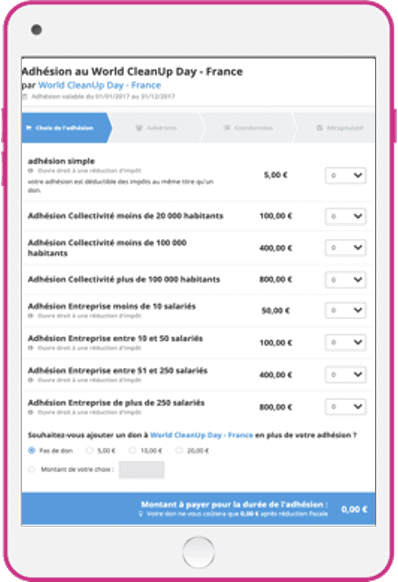 Adhésion au World CleanUp Day - France
par World CleanUp Day - France
Adhésion valable du 01/01/2017 au 31/12/2017
Choix de l'adhésion Adhérents Coordonnées Récapitulatif
adhésion simple
Ouvre droit à une réduction d'impôt
votre adhésion est déductible des impôts au même titre qu'un
don.
5,00 € 0
Adhésion Collectivité moins de 20 000 habitants 100,00 € 0
Adhésion Collectivité moins de 100 000
habitants
400,00 € 0
Adhésion Collectivité plus de 100 000 habitants 800,00 € 0
Adhésion Entreprise moins de 10 salariés
Ouvre droit à une réduction d'impôt
50,00 € 0
Adhésion Entreprise entre 10 et 50 salariés
Ouvre droit à une réduction d'impôt
100,00 € 0
Adhésion Entreprise entre 51 et 250 salariés
Ouvre droit à une réduction d'impôt
400,00 € 0
Adhésion Entreprise de plus de 250 salariés
Ouvre droit à une réduction d'impôt
800,00 € 0
Souhaitez-vous ajouter un don à World CleanUp Day - France en plus de votre adhésion ?
Pas de don 5,00 € 10,00 € 20,00 €
Montant de votre choix :
Montant à payer pour la durée de l'adhésion :
Votre don ne vous coûtera que 0,00 € après réduction fiscale
0,00 €